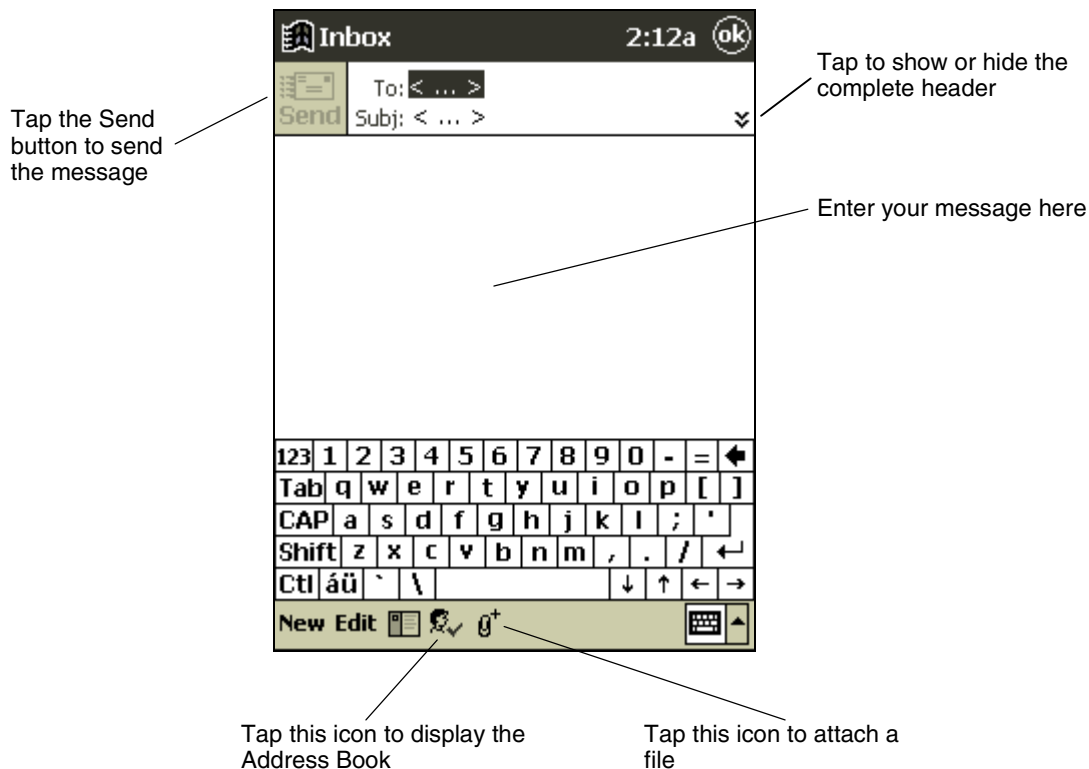 Inbox 2:12a ok
Tap to show or hide the
complete header
To: < ... >
Send Subj: < ... >
Tap the Send
button to send
the message
Enter your message here
123 1 2 3 4 5 6 7 8 9 0 - =
Tab q w e r t y u i o p [ ]
CAP a s d f g h j k l ; '
Shift z x c v b n m , . / ↵
Ctl áü ` \ ↓ ↑ ← →
New Edit
Tap this icon to display the
Address Book
Tap this icon to attach a
file